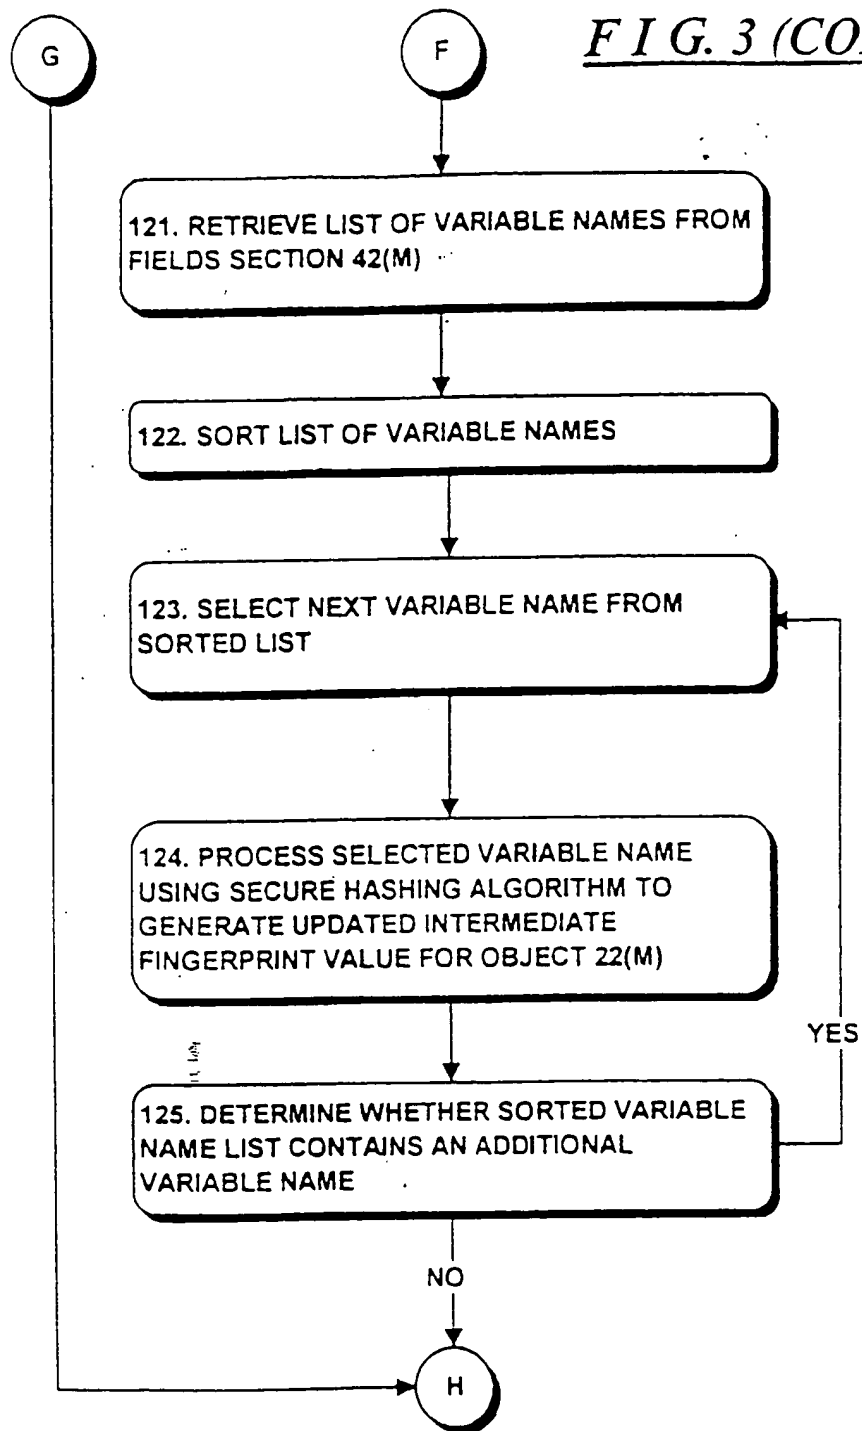 F I G. 3 (CO
G
F
121. RETRIEVE LIST OF VARIABLE NAMES FROM
FIELDS SECTION 42(M)
122. SORT LIST OF VARIABLE NAMES
123. SELECT NEXT VARIABLE NAME FROM
SORTED LIST
124. PROCESS SELECTED VARIABLE NAME
USING SECURE HASHING ALGORITHM TO
GENERATE UPDATED INTERMEDIATE
FINGERPRINT VALUE FOR OBJECT 22(M)
YES
125. DETERMINE WHETHER SORTED VARIABLE
NAME LIST CONTAINS AN ADDITIONAL
VARIABLE NAME
NO
H